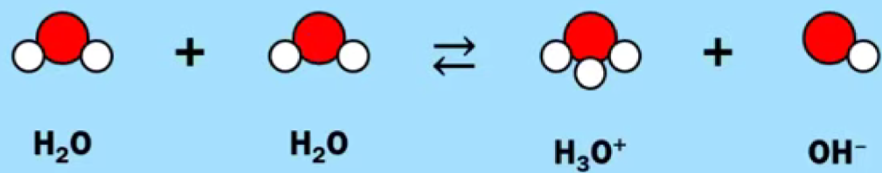 + ⇄ +
H₂O H₂O H₃O⁺ OH⁻